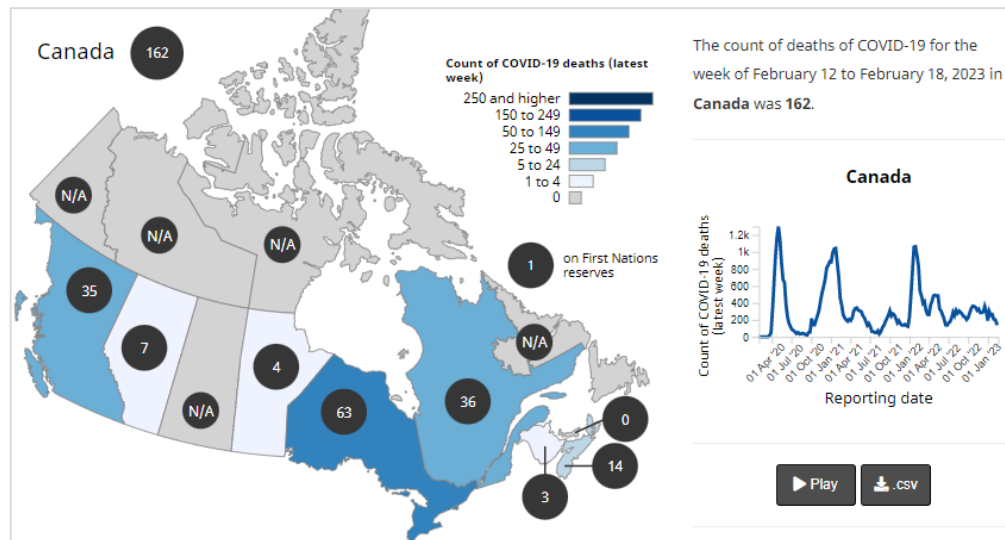 Canada 162
Count of COVID-19 deaths (latest
week)
250 and higher
150 to 249
50 to 149
25 to 49
5 to 24
1 to 4
0
N/A
N/A
N/A
1 on First Nations
reserves
35
7
N/A
4
63
36
N/A
0
14
3
The count of deaths of COVID-19 for the
week of February 12 to February 18, 2023 in
Canada was 162.
Canada
Count of COVID-19 deaths
(latest week)
1.2k
1k
800
600
400
200
0
01 Apr '20
01 Jul '20
01 Oct '20
01 Jan '21
01 Apr '21
01 Jul '21
01 Oct '21
01 Jan '22
01 Apr '22
01 Jul '22
01 Oct '22
01 Jan '23
Reporting date
Play
.csv